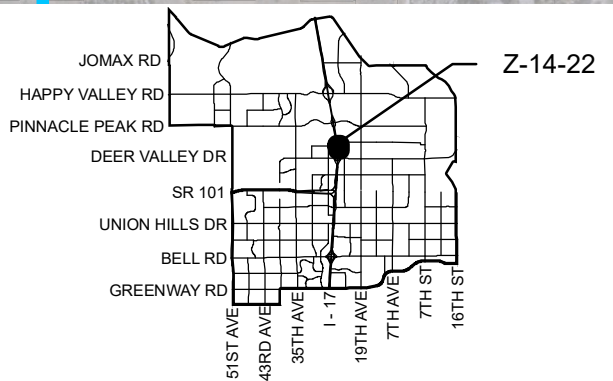 JOMAX RD
Z-14-22
HAPPY VALLEY RD
PINNACLE PEAK RD
DEER VALLEY DR
SR 101
UNION HILLS DR
BELL RD
GREENWAY RD
51ST AVE
43RD AVE
35TH AVE
I - 17
19TH AVE
7TH AVE
7TH ST
16TH ST